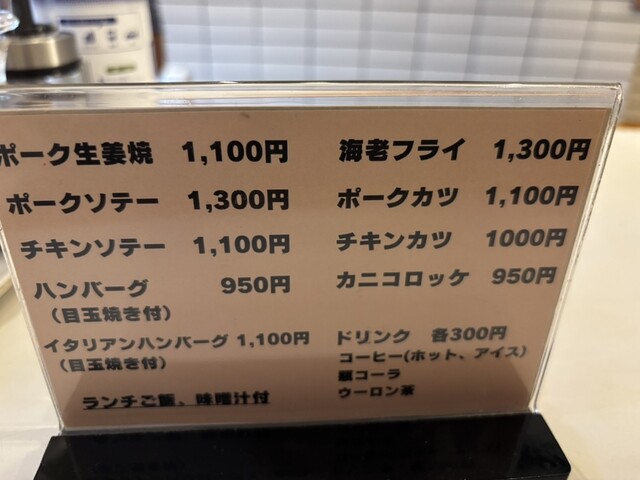 ポーク生姜焼 1,100円
ポークソテー 1,300円
チキンソテー 1,100円
ハンバーグ 950円
(目玉焼き付)
イタリアンハンバーグ 1,100円
(目玉焼き付)
ランチご飯、味噌汁付
海老フライ 1,300円
ポークカツ 1,100円
チキンカツ 1000円
カニコロッケ 950円
ドリンク 各300円
コーヒー(ホット、アイス)
瓶コーラ
ウーロン茶